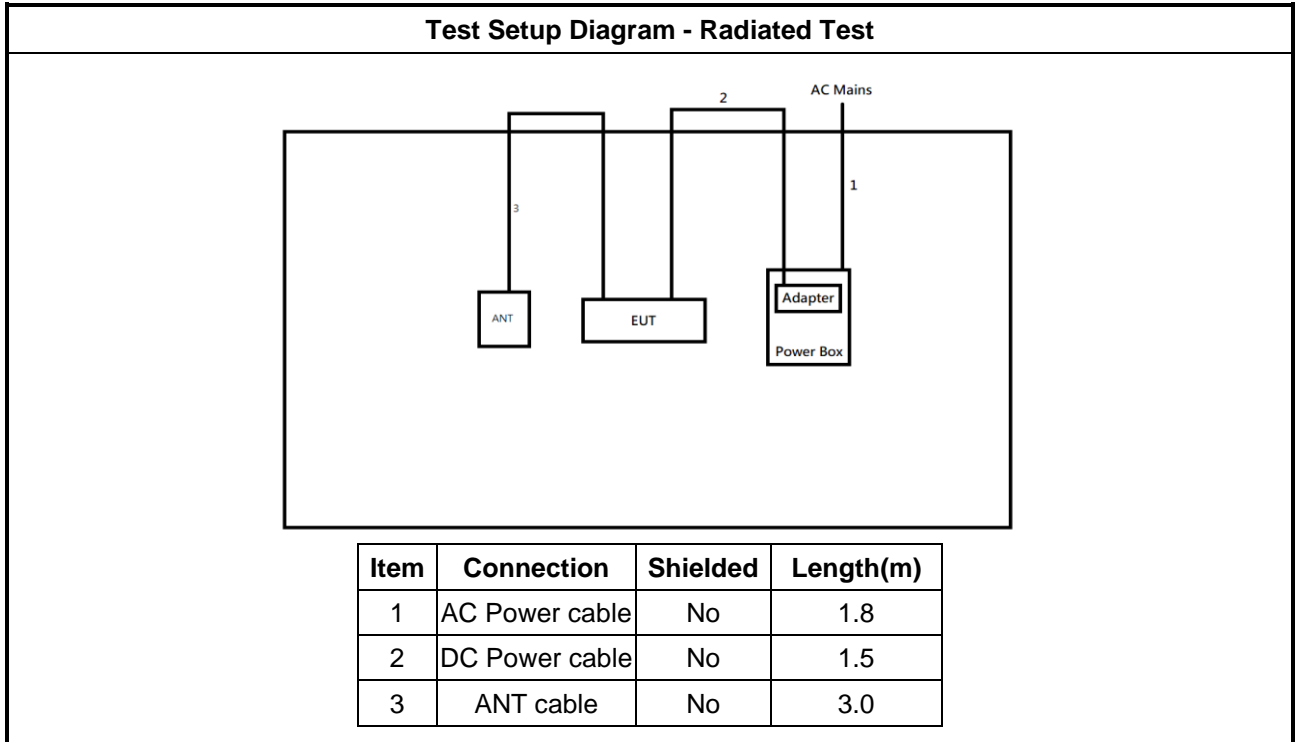 Test Setup Diagram - Radiated Test
2
AC Mains
1
3
ANT
EUT
Adapter
Power Box
Item Connection Shielded Length(m)
1 AC Power cable No 1.8
2 DC Power cable No 1.5
3 ANT cable No 3.0